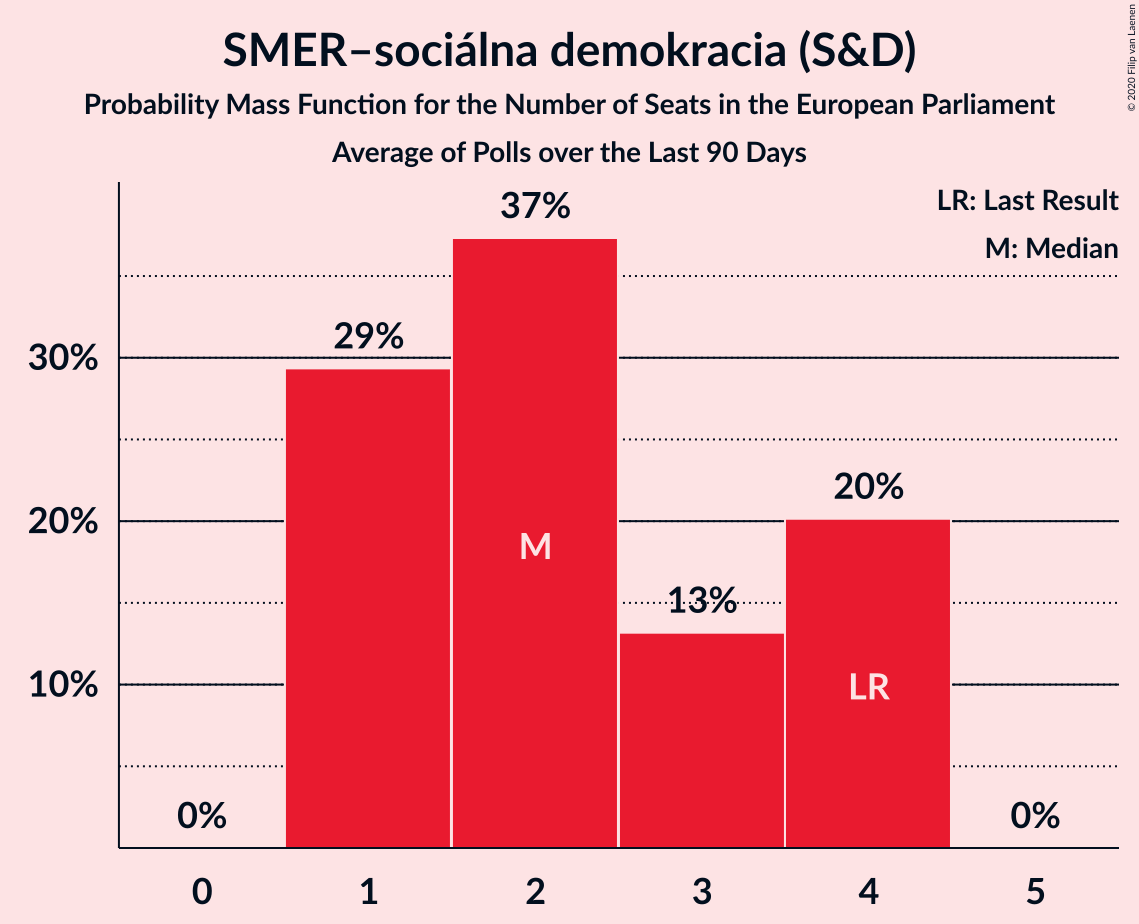 SMER–sociálna demokracia (S&D)
Probability Mass Function for the Number of Seats in the European Parliament
Average of Polls over the Last 90 Days
© 2020 Filip van Laenen
LR: Last Result
M: Median
37%
29%
30%
20%
20%
M
13%
LR
10%
0%
0%
0 1 2 3 4 5